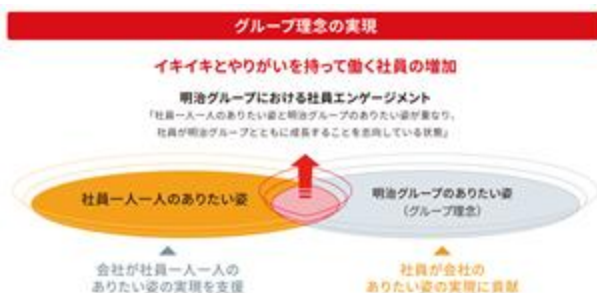 グループ理念の実現
イキイキとやりがいを持って働く社員の増加
明治グループにおける社員エンゲージメント
「社員一人一人のありたい姿と明治グループのありたい姿が重なり、
社員が明治グループとともに成長することを志向している状態」
社員一人一人のありたい姿
明治グループのありたい姿
（グループ理念）
会社が社員一人一人の
ありたい姿の実現を支援
社員が会社の
ありたい姿の実現に貢献